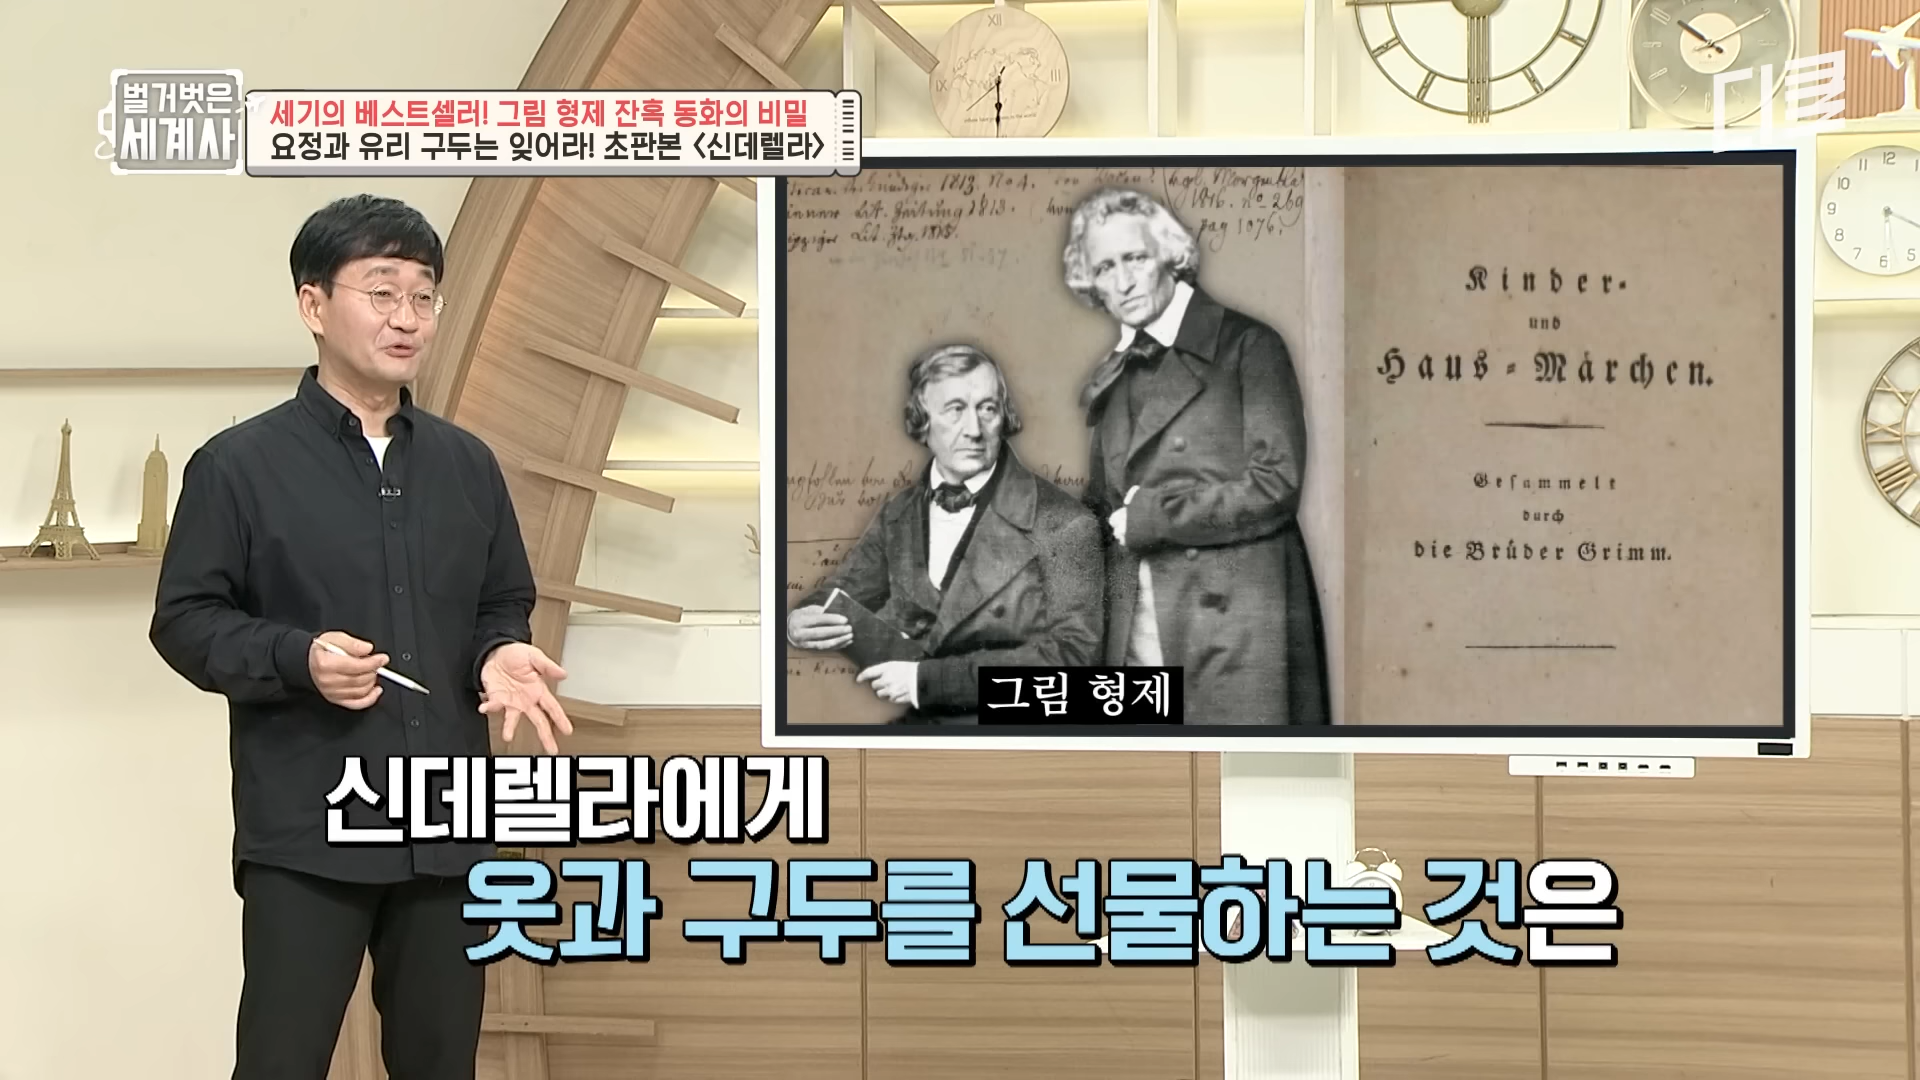 벌거벗은
세계사
세기의 베스트셀러! 그림 형제 잔혹 동화의 비밀
요정과 유리 구두는 잊어라! 초판본 <신데렐라>
디글
Kinder-
und
Haus-Märchen.
Gesammelt
durch
die Brüder Grimm.
그림 형제
신데렐라에게
옷과 구두를 선물하는 것은